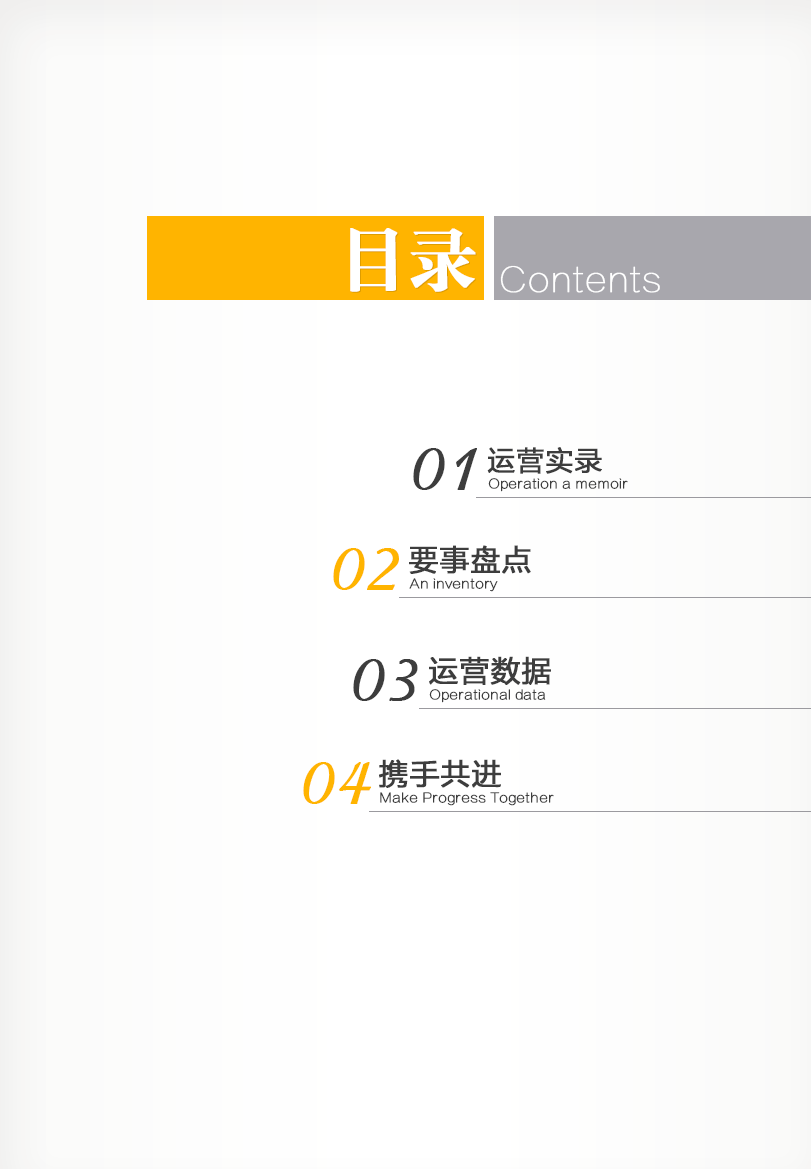 目录
Contents
01 运营实录
Operation a memoir
02 要事盘点
An inventory
03 运营数据
Operational data
04 携手共进
Make Progress Together